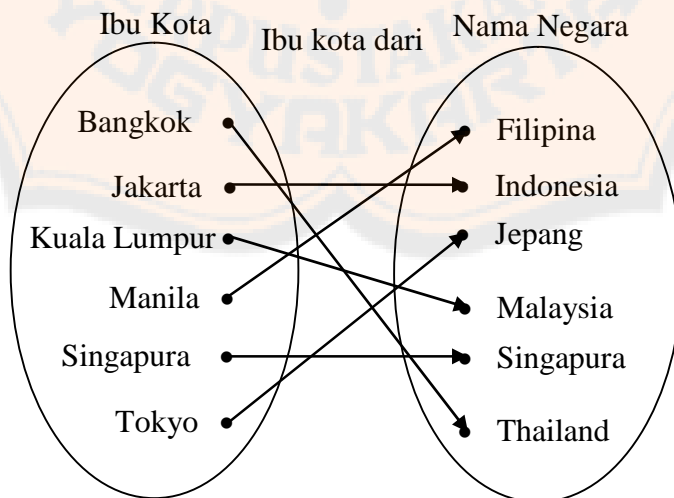 Ibu Kota
Ibu kota dari
Nama Negara
Bangkok
Jakarta
Kuala Lumpur
Manila
Singapura
Tokyo
Filipina
Indonesia
Jepang
Malaysia
Singapura
Thailand